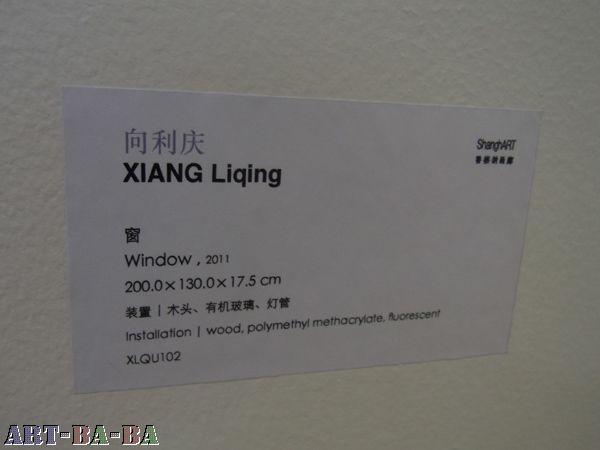 向利庆
XIANG Liqing
ShanghART
香格纳画廊
窗
Window , 2011
200.0×130.0×17.5 cm
装置 | 木头、有机玻璃、灯管
Installation | wood, polymethyl methacrylate, fluorescent
XLQU102
ART-BA-BA